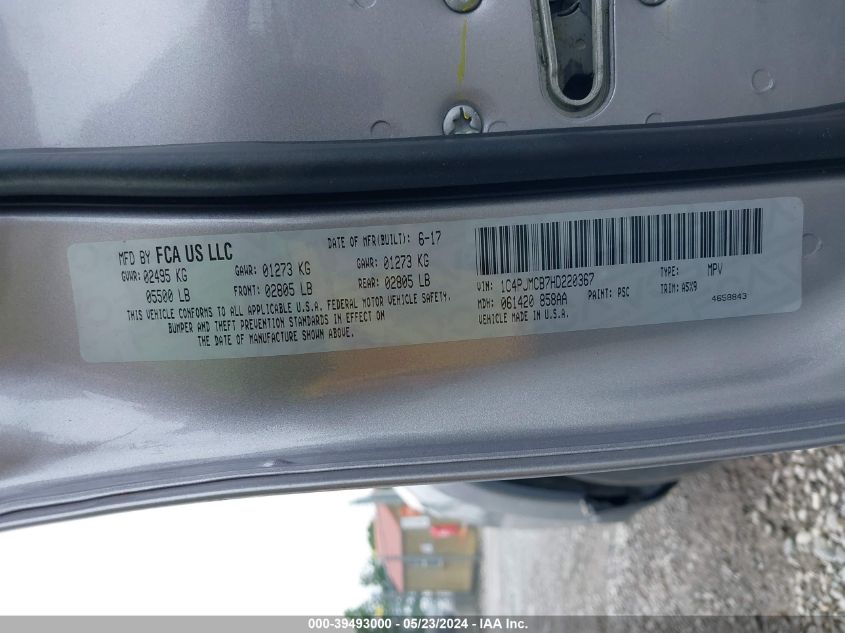 MFD BY FCA US LLC DATE OF MFR(BUILT): 6-17
GVWR: 02495 KG GAWR: 01273 KG GAWR: 01273 KG
05500 LB FRONT: 02805 LB REAR: 02805 LB
THIS VEHICLE CONFORMS TO ALL APPLICABLE U.S.A. FEDERAL MOTOR VEHICLE SAFETY,
BUMPER AND THEFT PREVENTION STANDARDS IN EFFECT ON
THE DATE OF MANUFACTURE SHOWN ABOVE.
VIN: 1C4PJMCB7HD220367 TYPE: MPV
MDH: 061420 858AA PAINT: PSC TRIM: A5X9
VEHICLE MADE IN U.S.A. 4658843
000-39493000 - 05/23/2024 - IAA Inc.